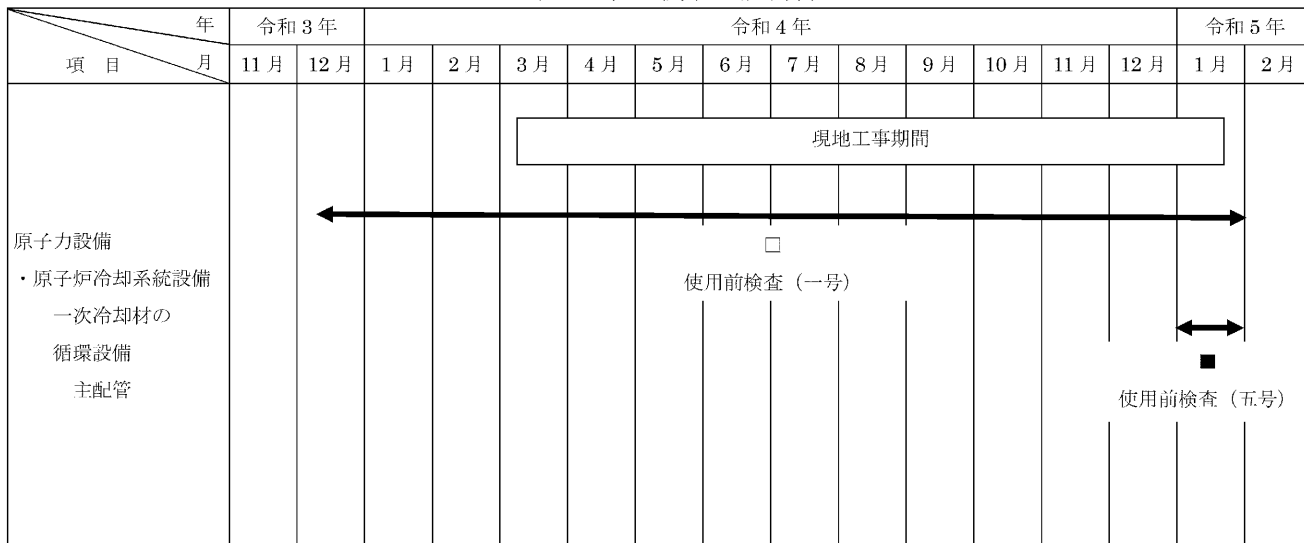 年 令和3年 令和4年 令和5年
項 目 月 11月 12月 1月 2月 3月 4月 5月 6月 7月 8月 9月 10月 11月 12月 1月 2月
現地工事期間
原子力設備
・原子炉冷却系統設備
使用前検査（一号）
一次冷却材の
循環設備
主配管
使用前検査（五号）